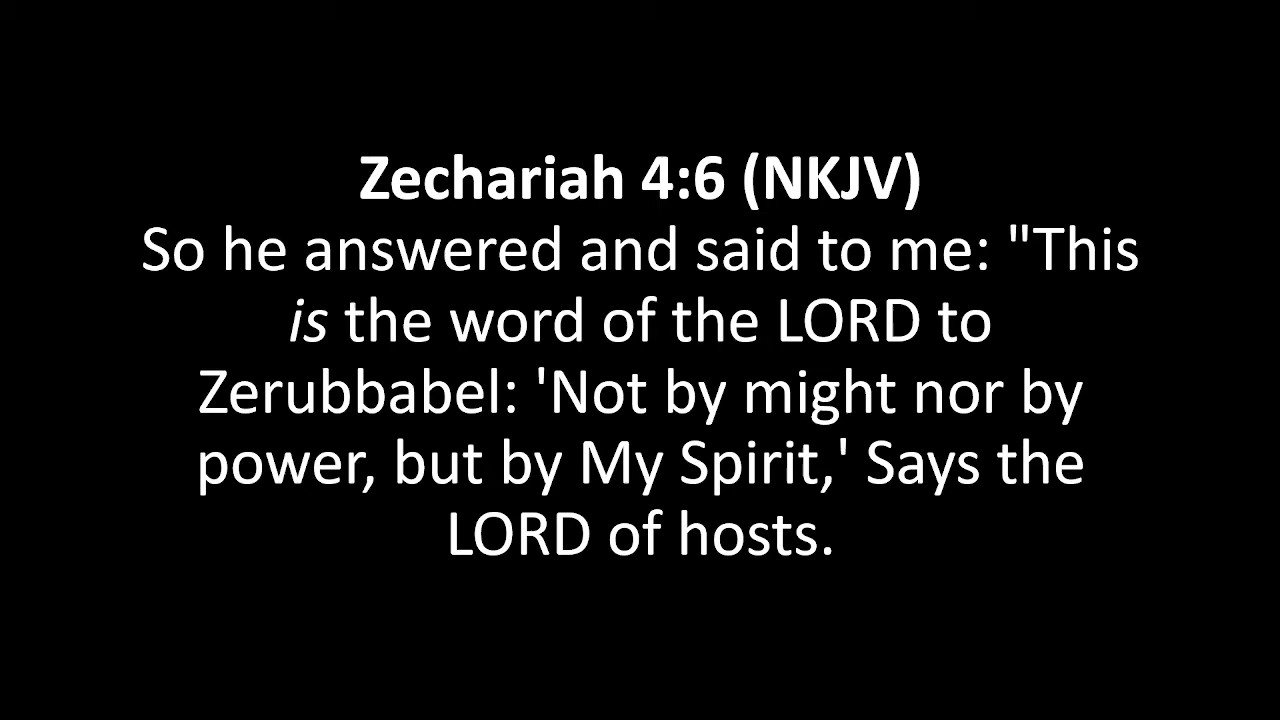 Zechariah 4:6 (NKJV)
So he answered and said to me: "This
is the word of the LORD to
Zerubbabel: 'Not by might nor by
power, but by My Spirit,' Says the
LORD of hosts.